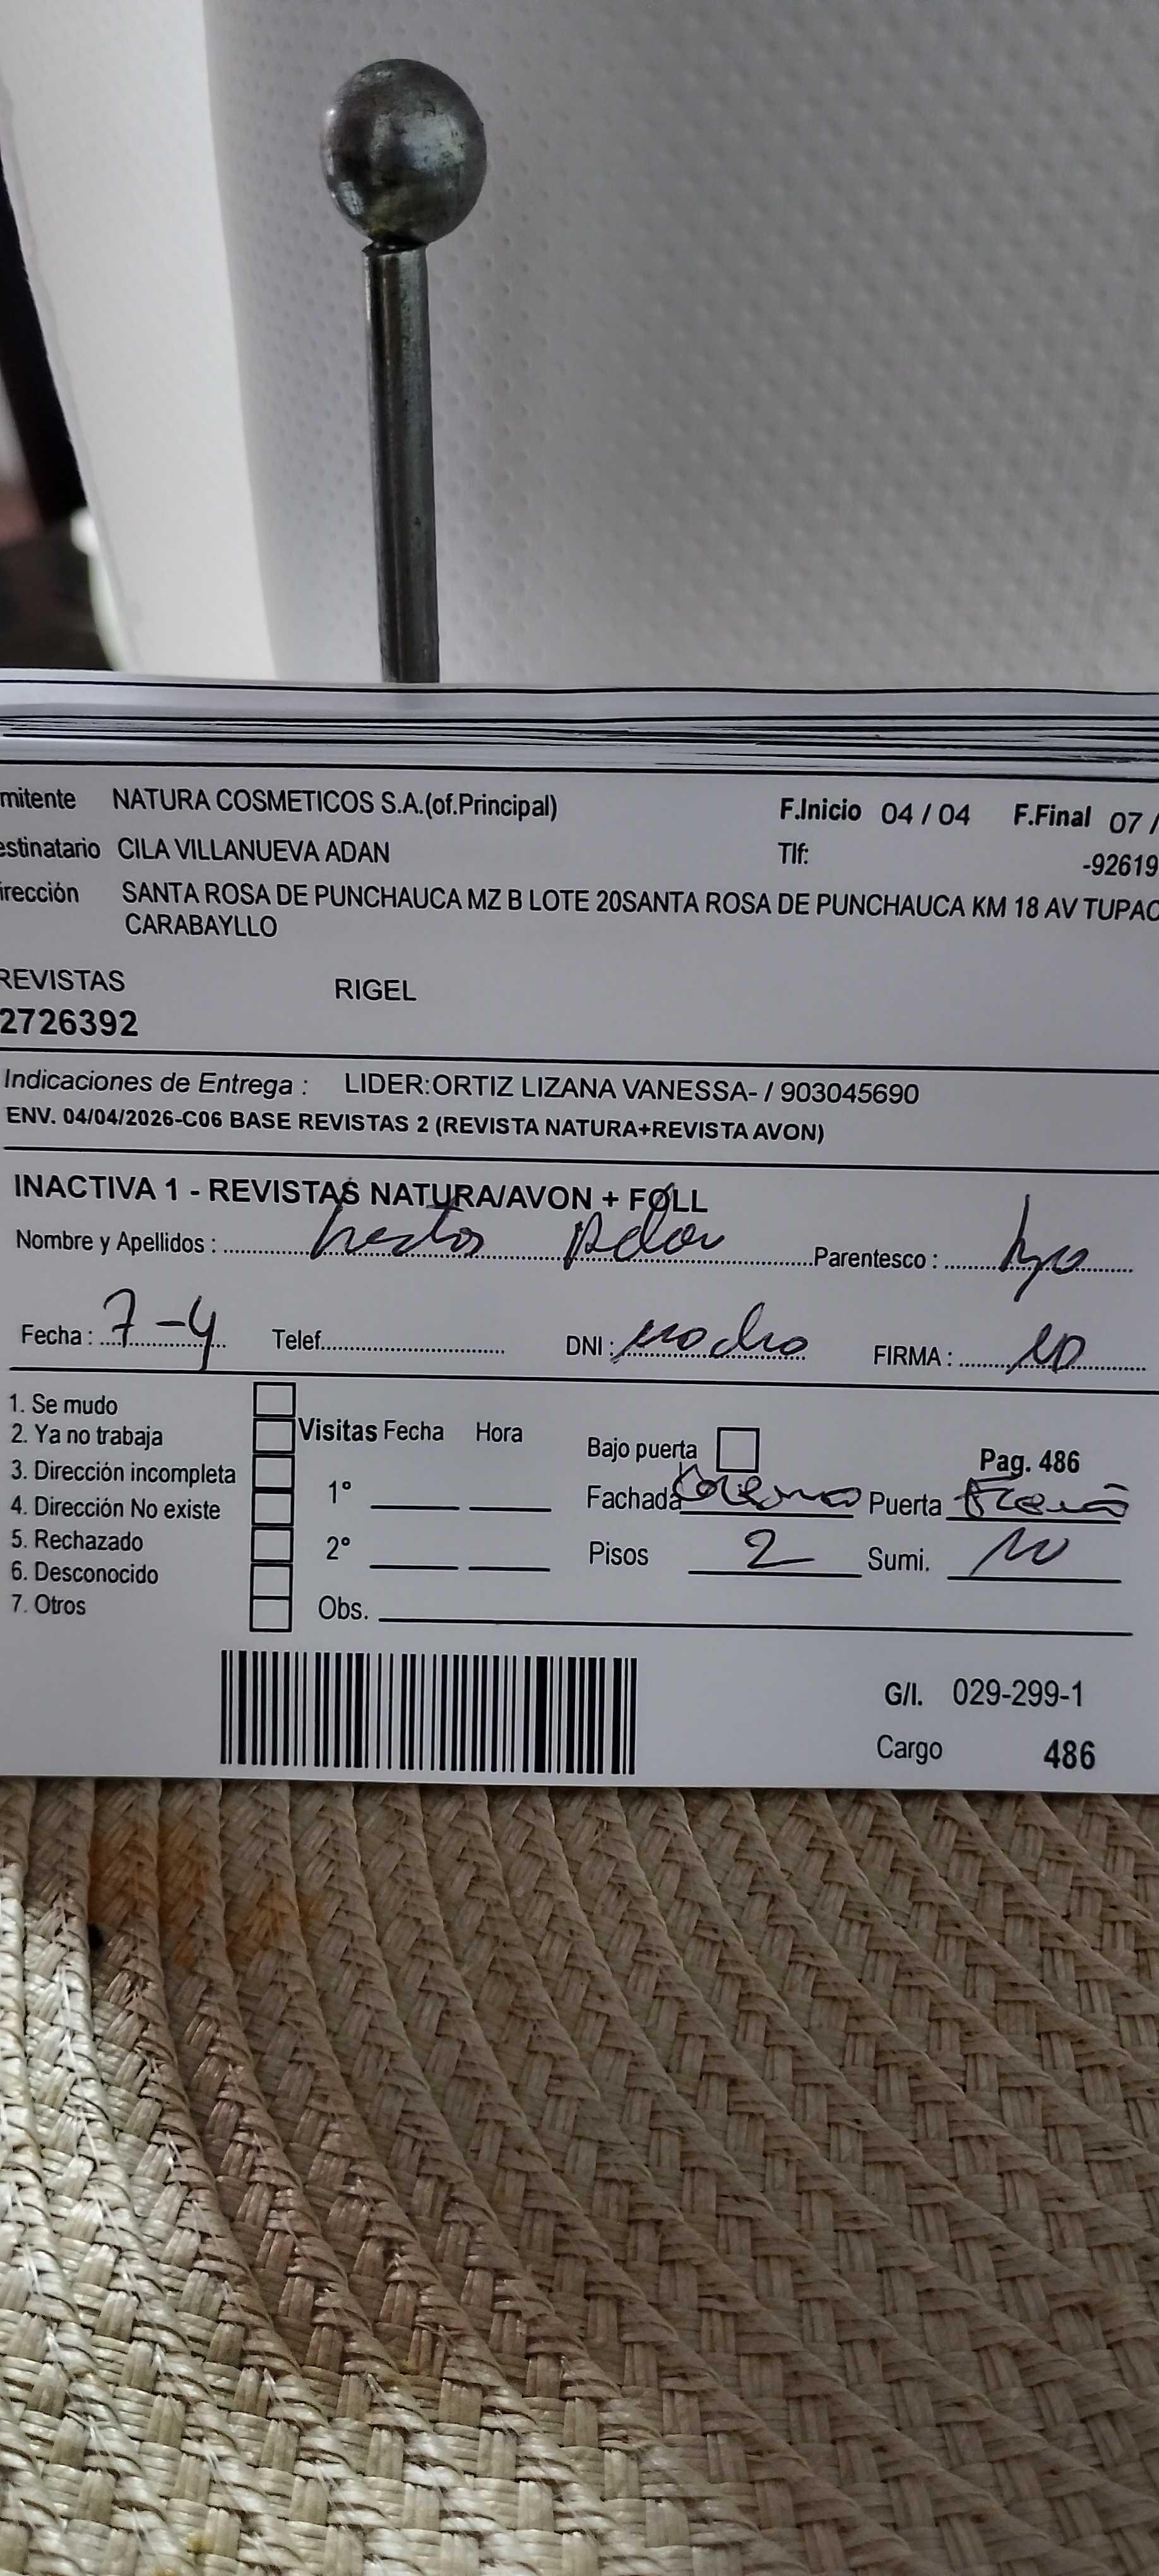 mitente NATURA COSMETICOS S.A.(of.Principal) F.Inicio 04 / 04 F.Final 07 /
estinatario CILA VILLANUEVA ADAN Tlf: -92619
irección SANTA ROSA DE PUNCHAUCA MZ B LOTE 20SANTA ROSA DE PUNCHAUCA KM 18 AV TUPAC
CARABAYLLO
REVISTAS RIGEL
2726392
Indicaciones de Entrega : LIDER:ORTIZ LIZANA VANESSA- / 903045690
ENV. 04/04/2026-C06 BASE REVISTAS 2 (REVISTA NATURA+REVISTA AVON)
INACTIVA 1 - REVISTAS NATURA/AVON + FOLL
Nombre y Apellidos : hector Adan Parentesco : hijo
Fecha : 7-4 Telef. DNI : FIRMA : NO
1. Se mudo
2. Ya no trabaja Visitas Fecha Hora Bajo puerta Pag. 486
3. Dirección incompleta 1° Fachada Puerta
4. Dirección No existe
5. Rechazado 2° Pisos 2 Sumi. NO
6. Desconocido
7. Otros Obs.
G/I. 029-299-1
Cargo 486